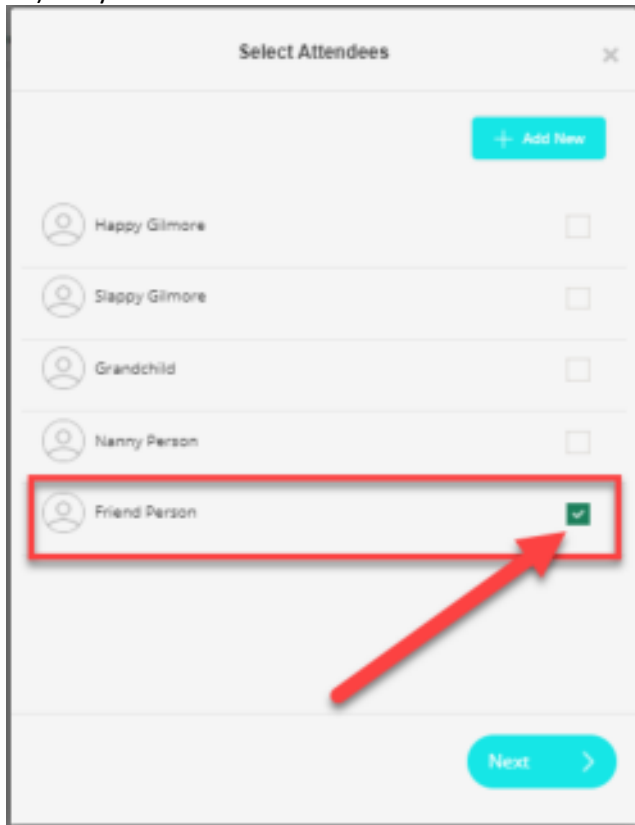 Select Attendees
Add New
Happy Gilmore
Slappy Gilmore
Grandchild
Nanny Person
Friend Person
Next